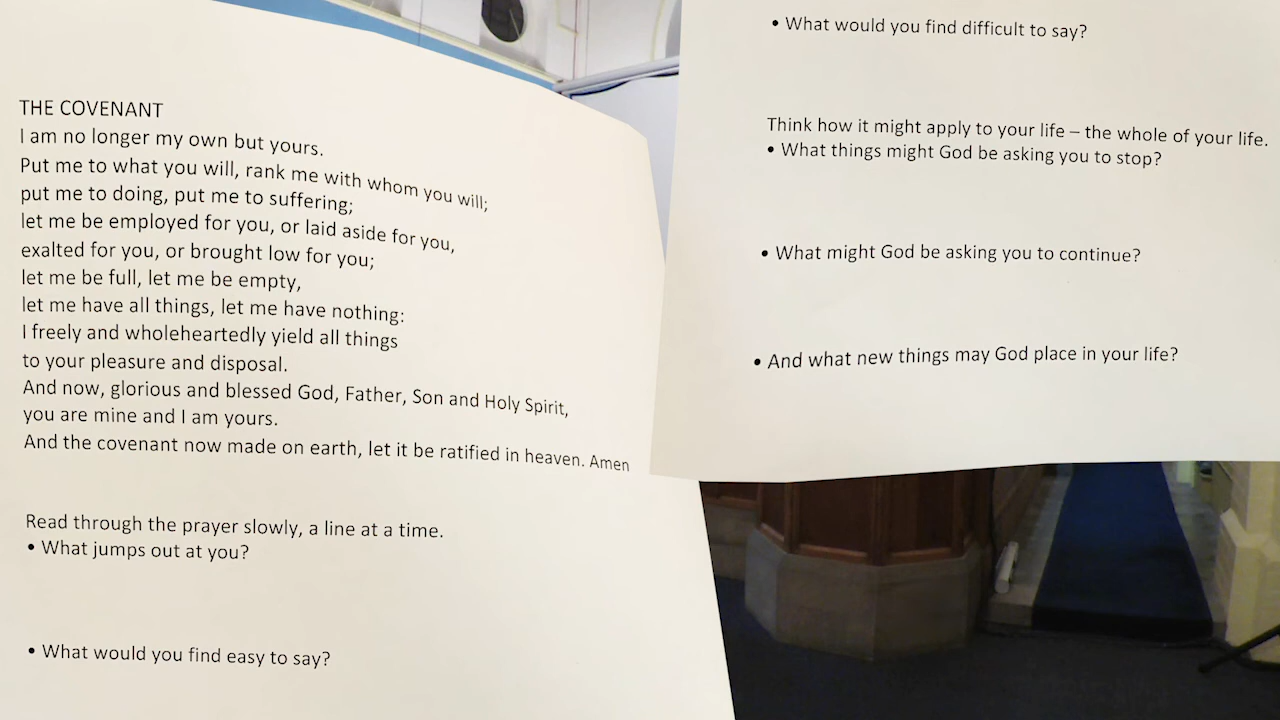 THE COVENANT
I am no longer my own but yours.
Put me to what you will, rank me with whom you will;
put me to doing, put me to suffering;
let me be employed for you, or laid aside for you,
exalted for you, or brought low for you;
let me be full, let me be empty,
let me have all things, let me have nothing:
I freely and wholeheartedly yield all things
to your pleasure and disposal.
And now, glorious and blessed God, Father, Son and Holy Spirit,
you are mine and I am yours.
And the covenant now made on earth, let it be ratified in heaven. Amen
Read through the prayer slowly, a line at a time.
• What jumps out at you?
• What would you find easy to say?
• What would you find difficult to say?
Think how it might apply to your life – the whole of your life.
• What things might God be asking you to stop?
• What might God be asking you to continue?
• And what new things may God place in your life?